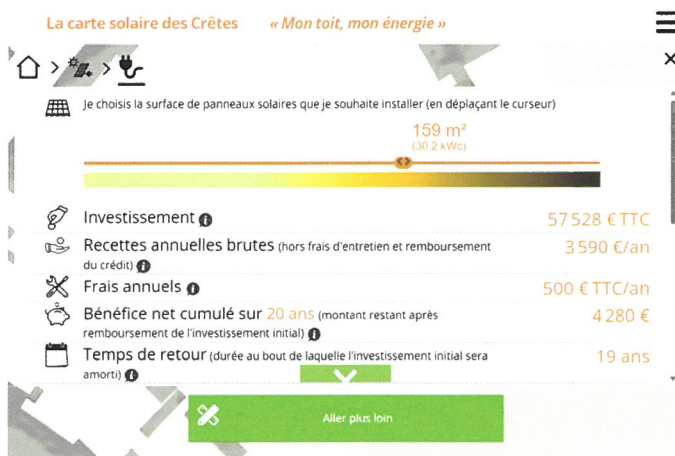 La carte solaire des Crêtes « Mon toit, mon énergie »
Je choisis la surface de panneaux solaires que je souhaite installer (en déplaçant le curseur)
159 m²
(30.2 kWc)
Investissement 57 528 € TTC
Recettes annuelles brutes (hors frais d'entretien et remboursement 3 590 €/an
du crédit)
Frais annuels 500 € TTC/an
Bénéfice net cumulé sur 20 ans (montant restant après 4 280 €
remboursement de l'investissement initial)
Temps de retour (durée au bout de laquelle l'investissement initial sera 19 ans
amorti)
Aller plus loin